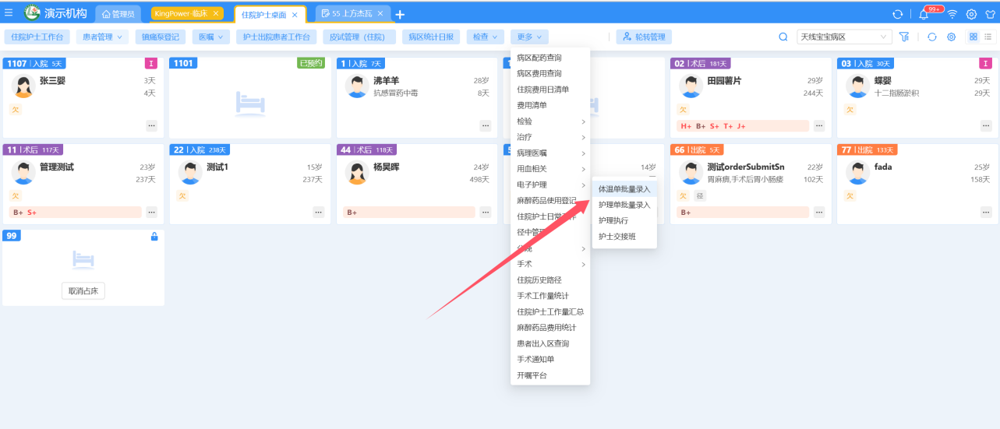 演示机构 管理员 KingPower-临床 × 住院护士桌面 × 55 上方杰瓦 × + 99+
住院护士工作台 患者管理 镇痛泵登记 医嘱 护士出院患者工作台 皮试管理（住院） 病区统计日报 检查 更多 轮转管理 天线宝宝病区
1107 入院 5天 I
张三婴 3天
4天
欠
1101 已预约
1 入院 7天
沸羊羊 28岁
抗感冒药中毒 8天
02 术后 181天
田园薯片 29岁
244天
欠
H+ B+ S+ T+ J+
03 入院 30天 I
蝶婴 29天
十二指肠淤积 29天
欠
11 术后 117天
管理测试 23岁
237天
欠
B+ S+
22 入院 238天
测试1 15岁
237天
欠
44 术后 118天
杨昊晖 24岁
498天
B+
14岁
66 出院 5天
测试orderSubmitSn 22岁
胃麻痹,手术后胃小肠瘘 102天
欠 径
B+
77 出院 133天
fada 25岁
158天
欠
99
取消占床
病区配药查询
病区费用查询
住院费用日清单
费用清单
检验
治疗
病理医嘱
用血相关
电子护理
麻醉药品使用登记
住院护士日常工作
径中管理
分娩
手术
住院历史路径
手术工作量统计
住院护士工作量汇总
麻醉药品费用统计
患者出入区查询
手术通知单
开嘱平台
体温单批量录入
护理单批量录入
护理执行
护士交接班